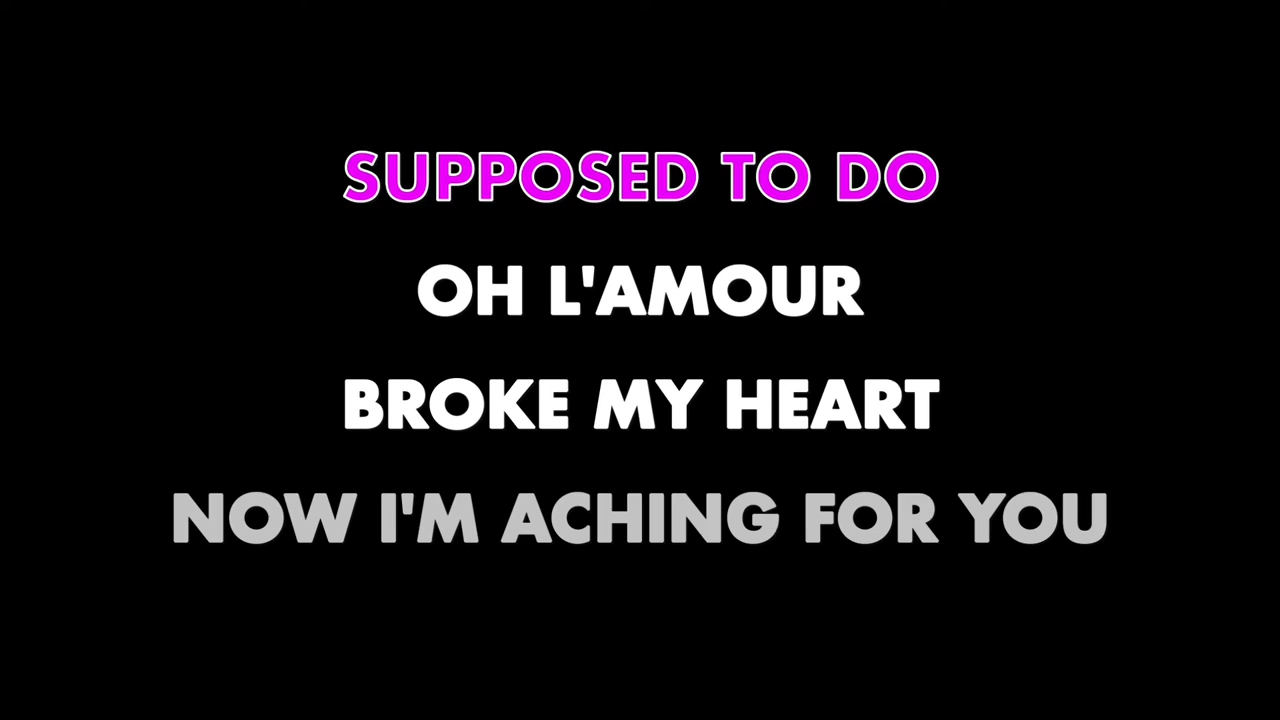 SUPPOSED TO DO
OH L'AMOUR
BROKE MY HEART
NOW I'M ACHING FOR YOU